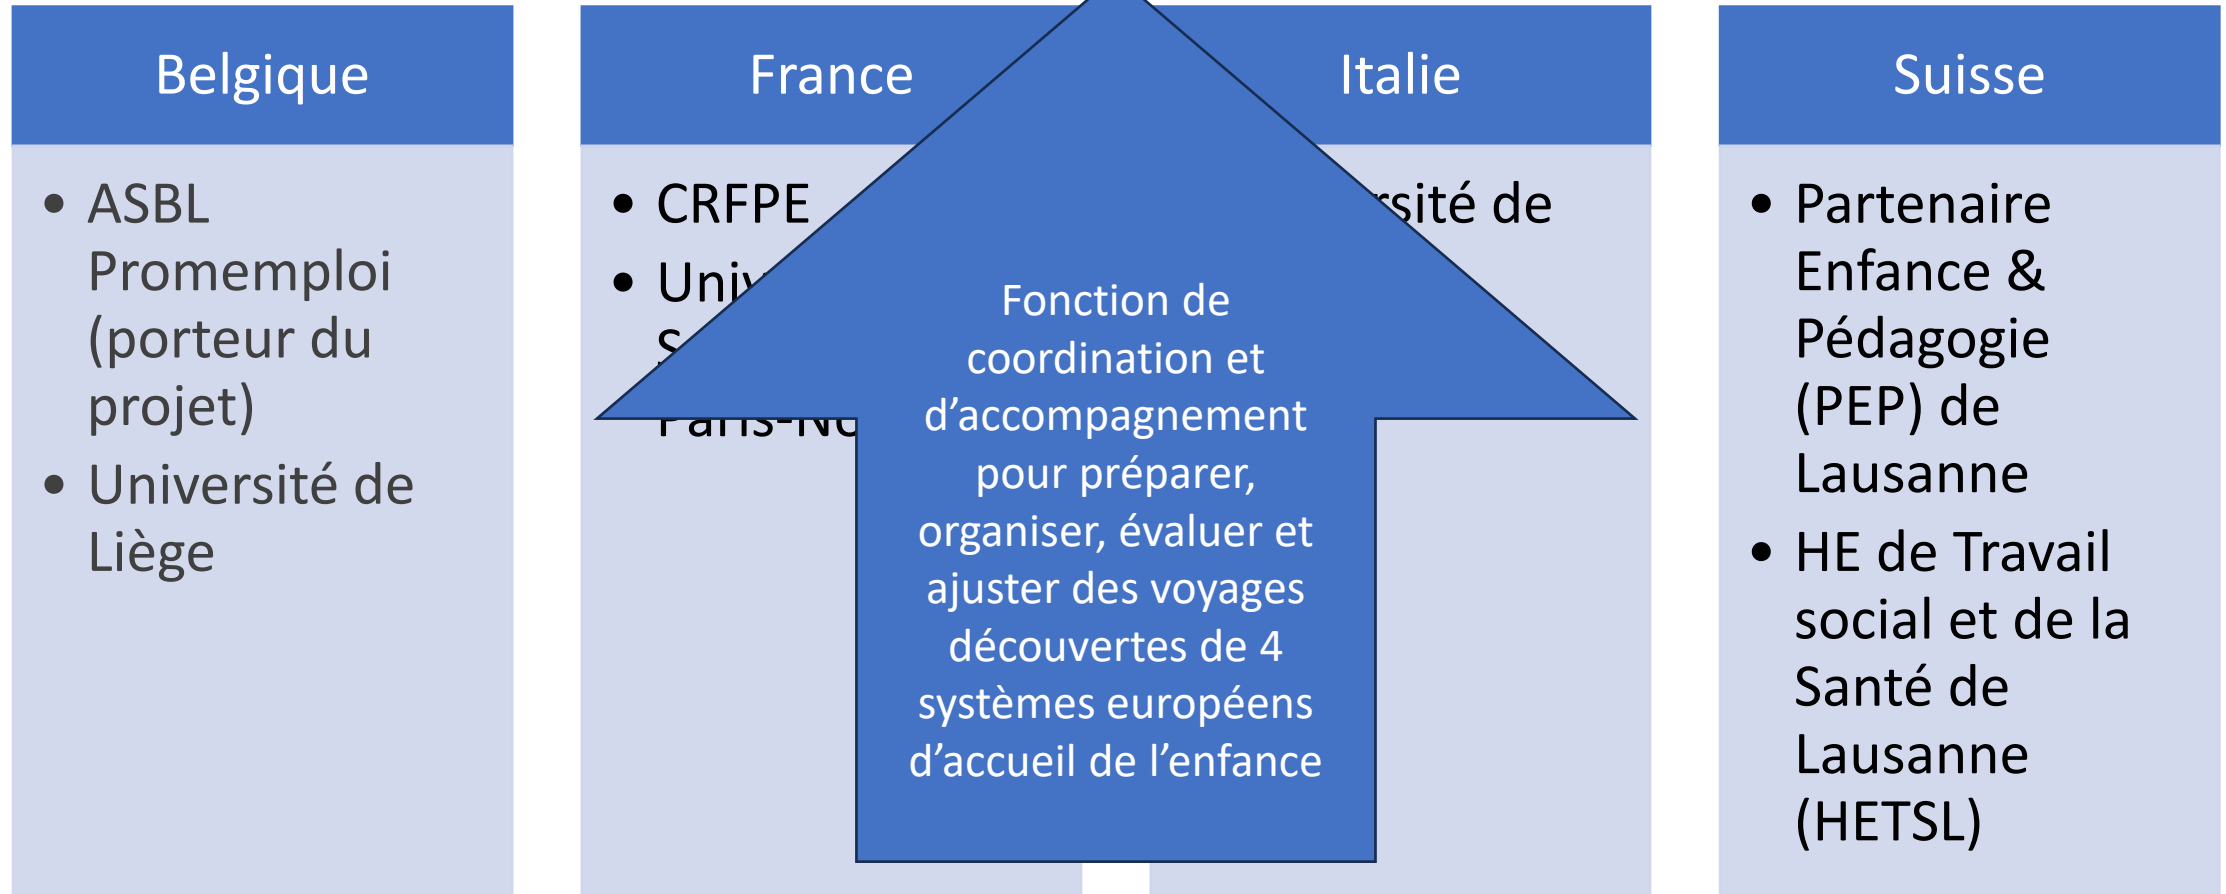 Belgique
• ASBL
Promemploi
(porteur du
projet)
• Université de
Liège
France
• CRFPE
Italie
de
Fonction de
coordination et
d’accompagnement
pour préparer,
organiser, évaluer et
ajuster des voyages
découvertes de 4
systèmes européens
d’accueil de l’enfance
Suisse
• Partenaire
Enfance &
Pédagogie
(PEP) de
Lausanne
• HE de Travail
social et de la
Santé de
Lausanne
(HETSL)